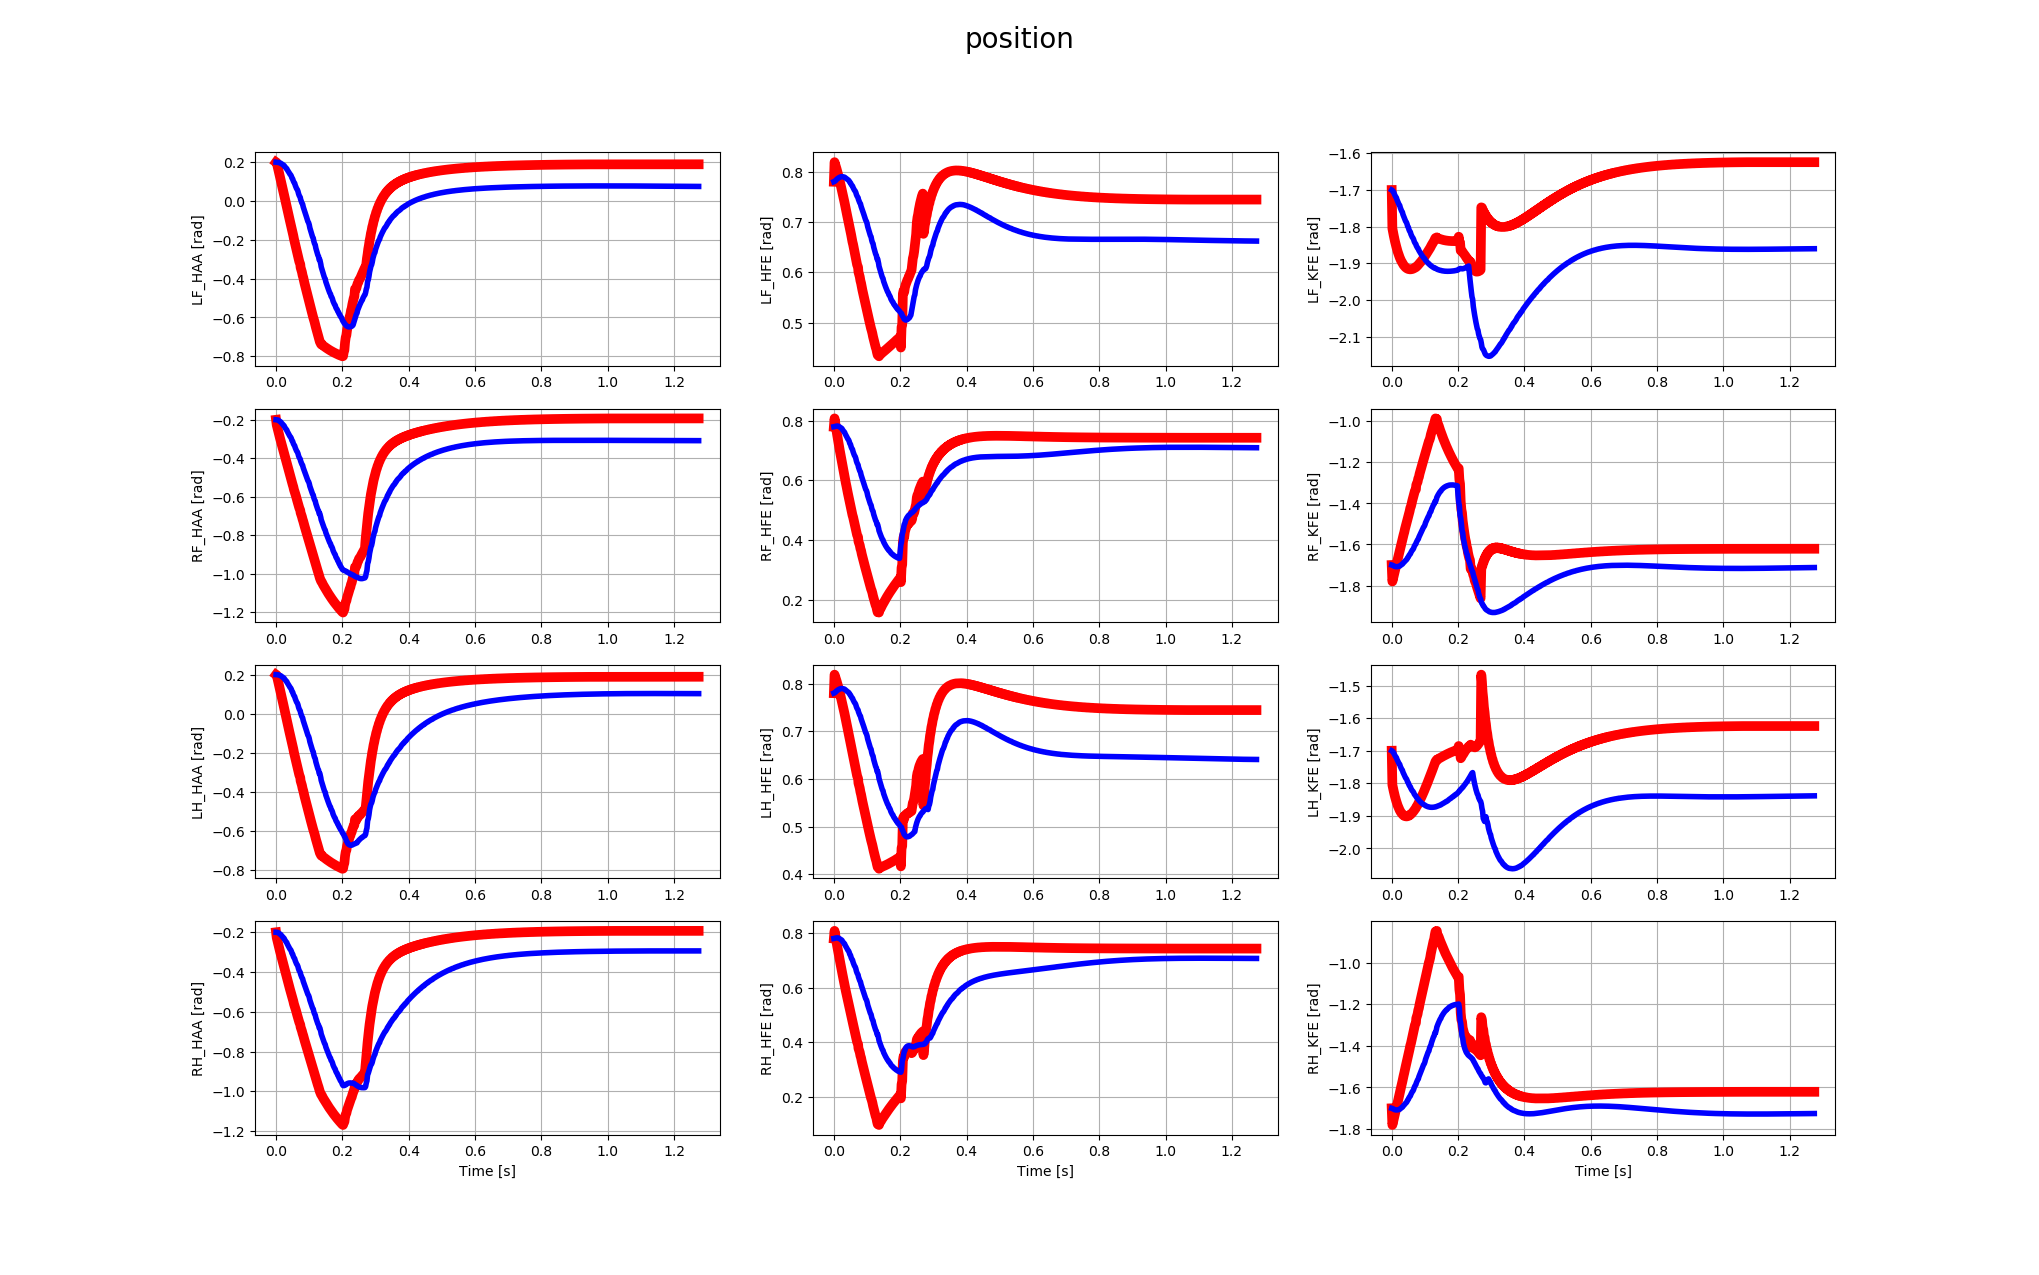 position
LF_HAA [rad]
0.2
0.0
−0.2
−0.4
−0.6
−0.8
0.0 0.2 0.4 0.6 0.8 1.0 1.2
LF_HFE [rad]
0.8
0.7
0.6
0.5
0.0 0.2 0.4 0.6 0.8 1.0 1.2
LF_KFE [rad]
−1.6
−1.7
−1.8
−1.9
−2.0
−2.1
0.0 0.2 0.4 0.6 0.8 1.0 1.2
RF_HAA [rad]
−0.2
−0.4
−0.6
−0.8
−1.0
−1.2
0.0 0.2 0.4 0.6 0.8 1.0 1.2
RF_HFE [rad]
0.8
0.6
0.4
0.2
0.0 0.2 0.4 0.6 0.8 1.0 1.2
RF_KFE [rad]
−1.0
−1.2
−1.4
−1.6
−1.8
0.0 0.2 0.4 0.6 0.8 1.0 1.2
LH_HAA [rad]
0.2
0.0
−0.2
−0.4
−0.6
−0.8
0.0 0.2 0.4 0.6 0.8 1.0 1.2
LH_HFE [rad]
0.8
0.7
0.6
0.5
0.4
0.0 0.2 0.4 0.6 0.8 1.0 1.2
LH_KFE [rad]
−1.5
−1.6
−1.7
−1.8
−1.9
−2.0
0.0 0.2 0.4 0.6 0.8 1.0 1.2
RH_HAA [rad]
−0.2
−0.4
−0.6
−0.8
−1.0
−1.2
0.0 0.2 0.4 0.6 0.8 1.0 1.2
Time [s]
RH_HFE [rad]
0.8
0.6
0.4
0.2
0.0 0.2 0.4 0.6 0.8 1.0 1.2
Time [s]
RH_KFE [rad]
−1.0
−1.2
−1.4
−1.6
−1.8
0.0 0.2 0.4 0.6 0.8 1.0 1.2
Time [s]